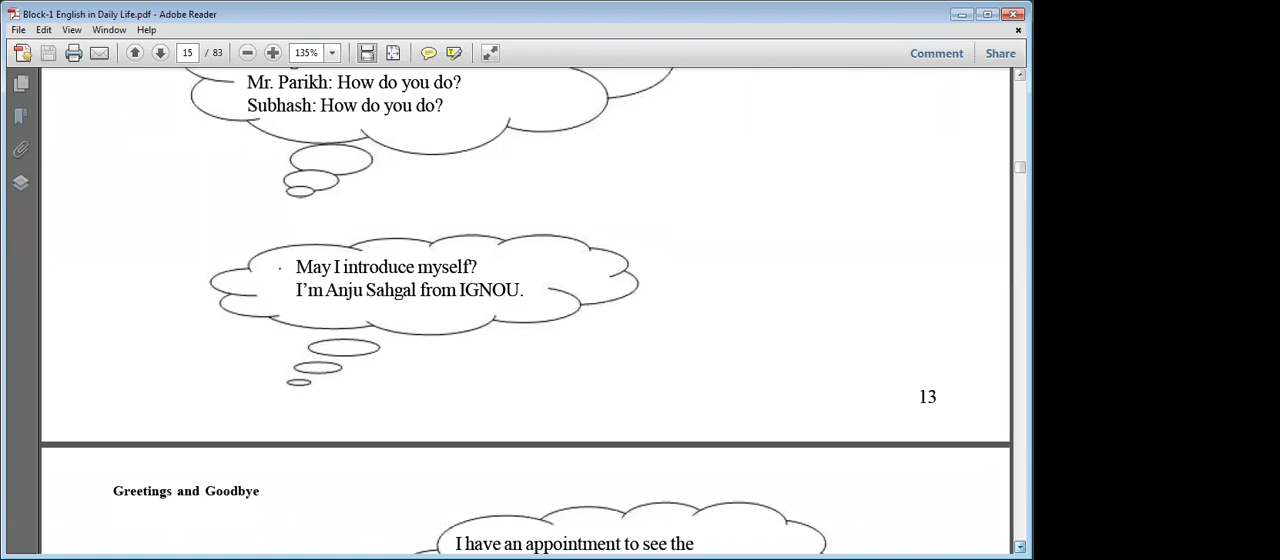 Block-1 English in Daily Life.pdf - Adobe Reader
File Edit View Window Help
15 / 83 135% Comment Share
Mr. Parikh: How do you do?
Subhash: How do you do?
May I introduce myself?
I'm Anju Sahgal from IGNOU.
13
Greetings and Goodbye
I have an appointment to see the